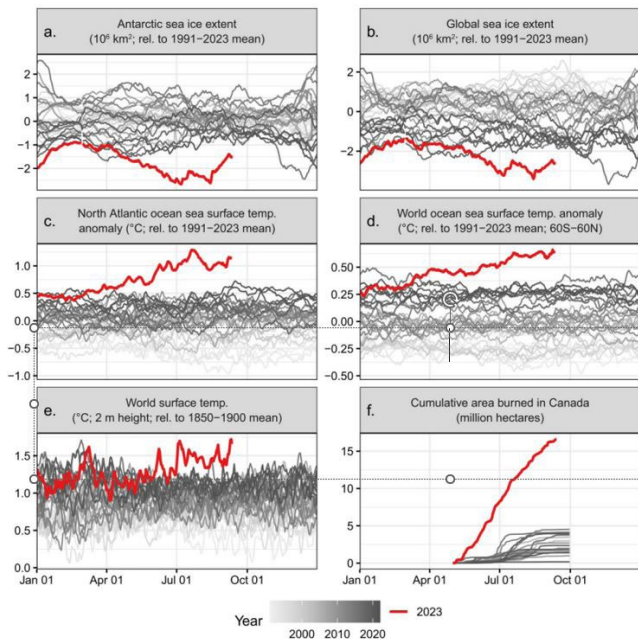 a.
Antarctic sea ice extent
(10⁶ km²; rel. to 1991−2023 mean)
b.
Global sea ice extent
(10⁶ km²; rel. to 1991−2023 mean)
2
1
0
−1
−2
2
0
−2
c.
North Atlantic ocean sea surface temp.
anomaly (°C; rel. to 1991−2023 mean)
d.
World ocean sea surface temp. anomaly
(°C; rel. to 1991−2023 mean; 60S−60N)
1.0
0.5
0.0
−0.5
−1.0
0.50
0.25
0.00
−0.25
−0.50
e.
World surface temp.
(°C; 2 m height; rel. to 1850−1900 mean)
f.
Cumulative area burned in Canada
(million hectares)
1.5
1.0
0.5
0.0
15
10
5
0
Jan 01 Apr 01 Jul 01 Oct 01
Jan 01 Apr 01 Jul 01 Oct 01
Year
2000 2010 2020
2023